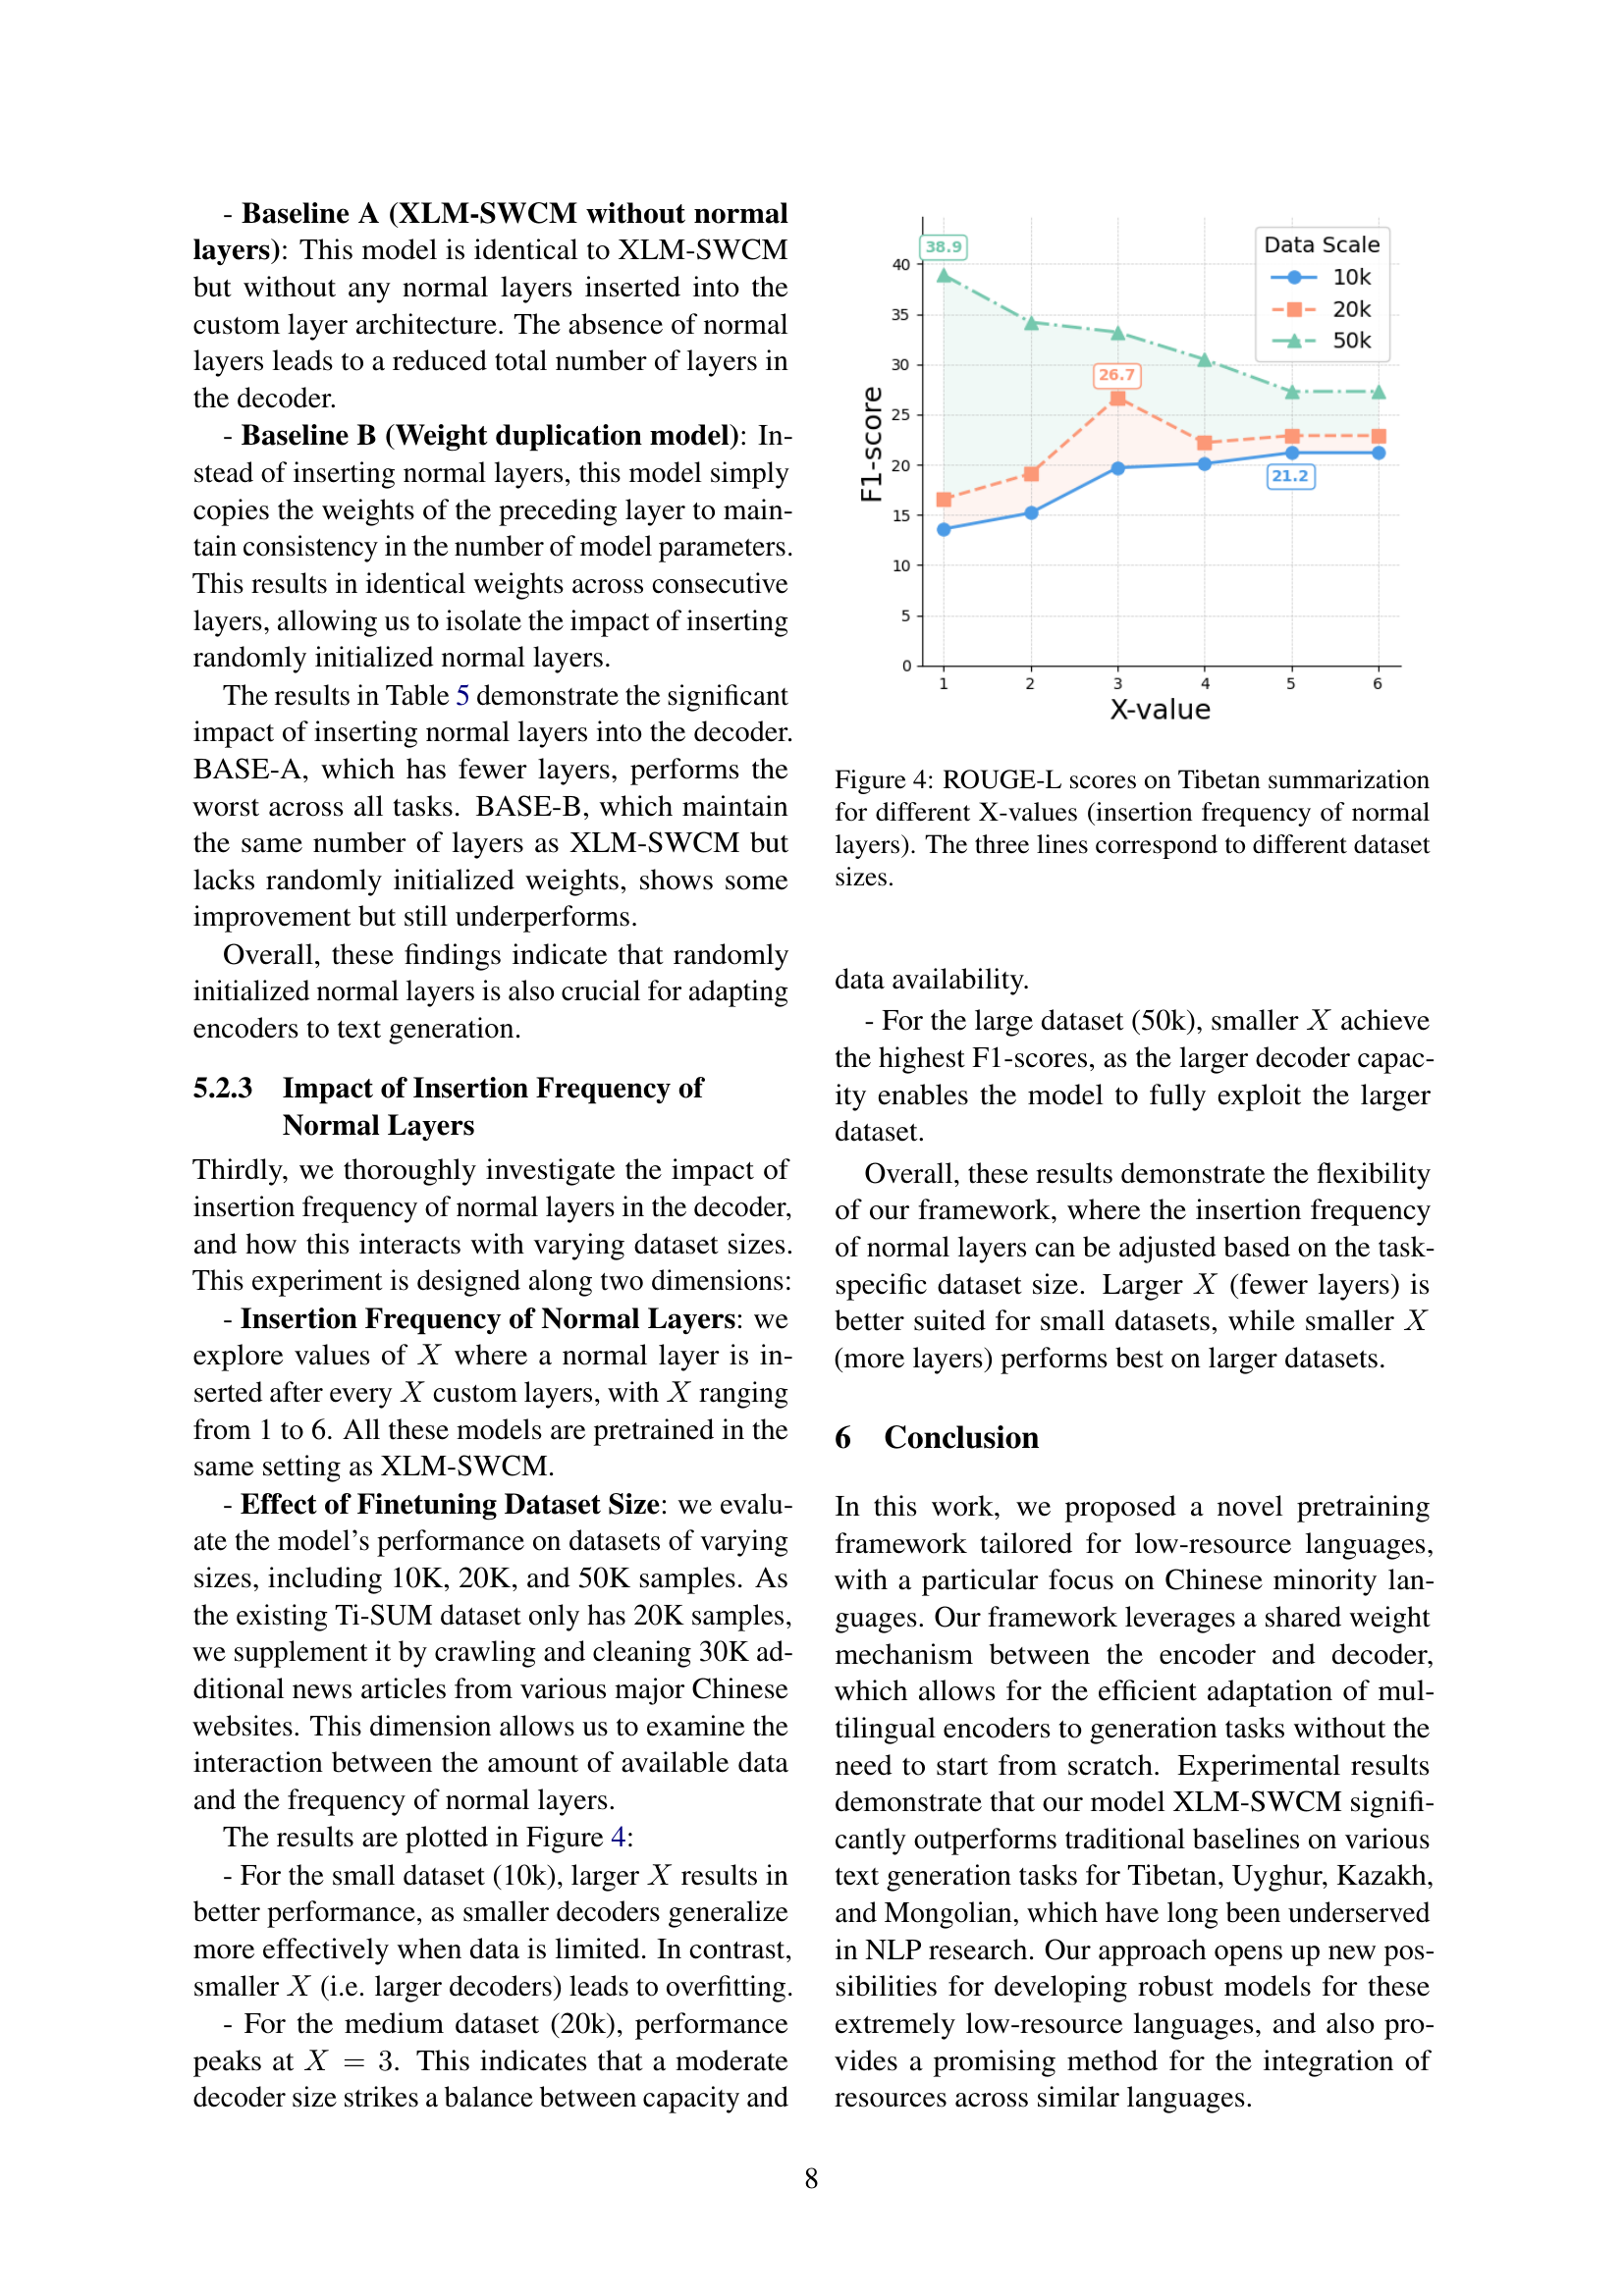 - Baseline A (XLM-SWCM without normal
layers): This model is identical to XLM-SWCM
but without any normal layers inserted into the
custom layer architecture. The absence of normal
layers leads to a reduced total number of layers in
the decoder.
- Baseline B (Weight duplication model): In-
stead of inserting normal layers, this model simply
copies the weights of the preceding layer to main-
tain consistency in the number of model parameters.
This results in identical weights across consecutive
layers, allowing us to isolate the impact of inserting
randomly initialized normal layers.
The results in Table 5 demonstrate the significant
impact of inserting normal layers into the decoder.
BASE-A, which has fewer layers, performs the
worst across all tasks. BASE-B, which maintain
the same number of layers as XLM-SWCM but
lacks randomly initialized weights, shows some
improvement but still underperforms.
Overall, these findings indicate that randomly
initialized normal layers is also crucial for adapting
encoders to text generation.
5.2.3 Impact of Insertion Frequency of
Normal Layers
Thirdly, we thoroughly investigate the impact of
insertion frequency of normal layers in the decoder,
and how this interacts with varying dataset sizes.
This experiment is designed along two dimensions:
- Insertion Frequency of Normal Layers: we
explore values of X where a normal layer is in-
serted after every X custom layers, with X ranging
from 1 to 6. All these models are pretrained in the
same setting as XLM-SWCM.
- Effect of Finetuning Dataset Size: we evalu-
ate the model's performance on datasets of varying
sizes, including 10K, 20K, and 50K samples. As
the existing Ti-SUM dataset only has 20K samples,
we supplement it by crawling and cleaning 30K ad-
ditional news articles from various major Chinese
websites. This dimension allows us to examine the
interaction between the amount of available data
and the frequency of normal layers.
The results are plotted in Figure 4:
- For the small dataset (10k), larger X results in
better performance, as smaller decoders generalize
more effectively when data is limited. In contrast,
smaller X (i.e. larger decoders) leads to overfitting.
- For the medium dataset (20k), performance
peaks at X = 3. This indicates that a moderate
decoder size strikes a balance between capacity and
38.9
26.7
21.2
Data Scale
10k
20k
50k
F1-score
40
35
30
25
20
15
10
5
0
1 2 3 4 5 6
X-value
Figure 4: ROUGE-L scores on Tibetan summarization
for different X-values (insertion frequency of normal
layers). The three lines correspond to different dataset
sizes.
data availability.
- For the large dataset (50k), smaller X achieve
the highest F1-scores, as the larger decoder capac-
ity enables the model to fully exploit the larger
dataset.
Overall, these results demonstrate the flexibility
of our framework, where the insertion frequency
of normal layers can be adjusted based on the task-
specific dataset size. Larger X (fewer layers) is
better suited for small datasets, while smaller X
(more layers) performs best on larger datasets.
6 Conclusion
In this work, we proposed a novel pretraining
framework tailored for low-resource languages,
with a particular focus on Chinese minority lan-
guages. Our framework leverages a shared weight
mechanism between the encoder and decoder,
which allows for the efficient adaptation of mul-
tilingual encoders to generation tasks without the
need to start from scratch. Experimental results
demonstrate that our model XLM-SWCM signifi-
cantly outperforms traditional baselines on various
text generation tasks for Tibetan, Uyghur, Kazakh,
and Mongolian, which have long been underserved
in NLP research. Our approach opens up new pos-
sibilities for developing robust models for these
extremely low-resource languages, and also pro-
vides a promising method for the integration of
resources across similar languages.
8